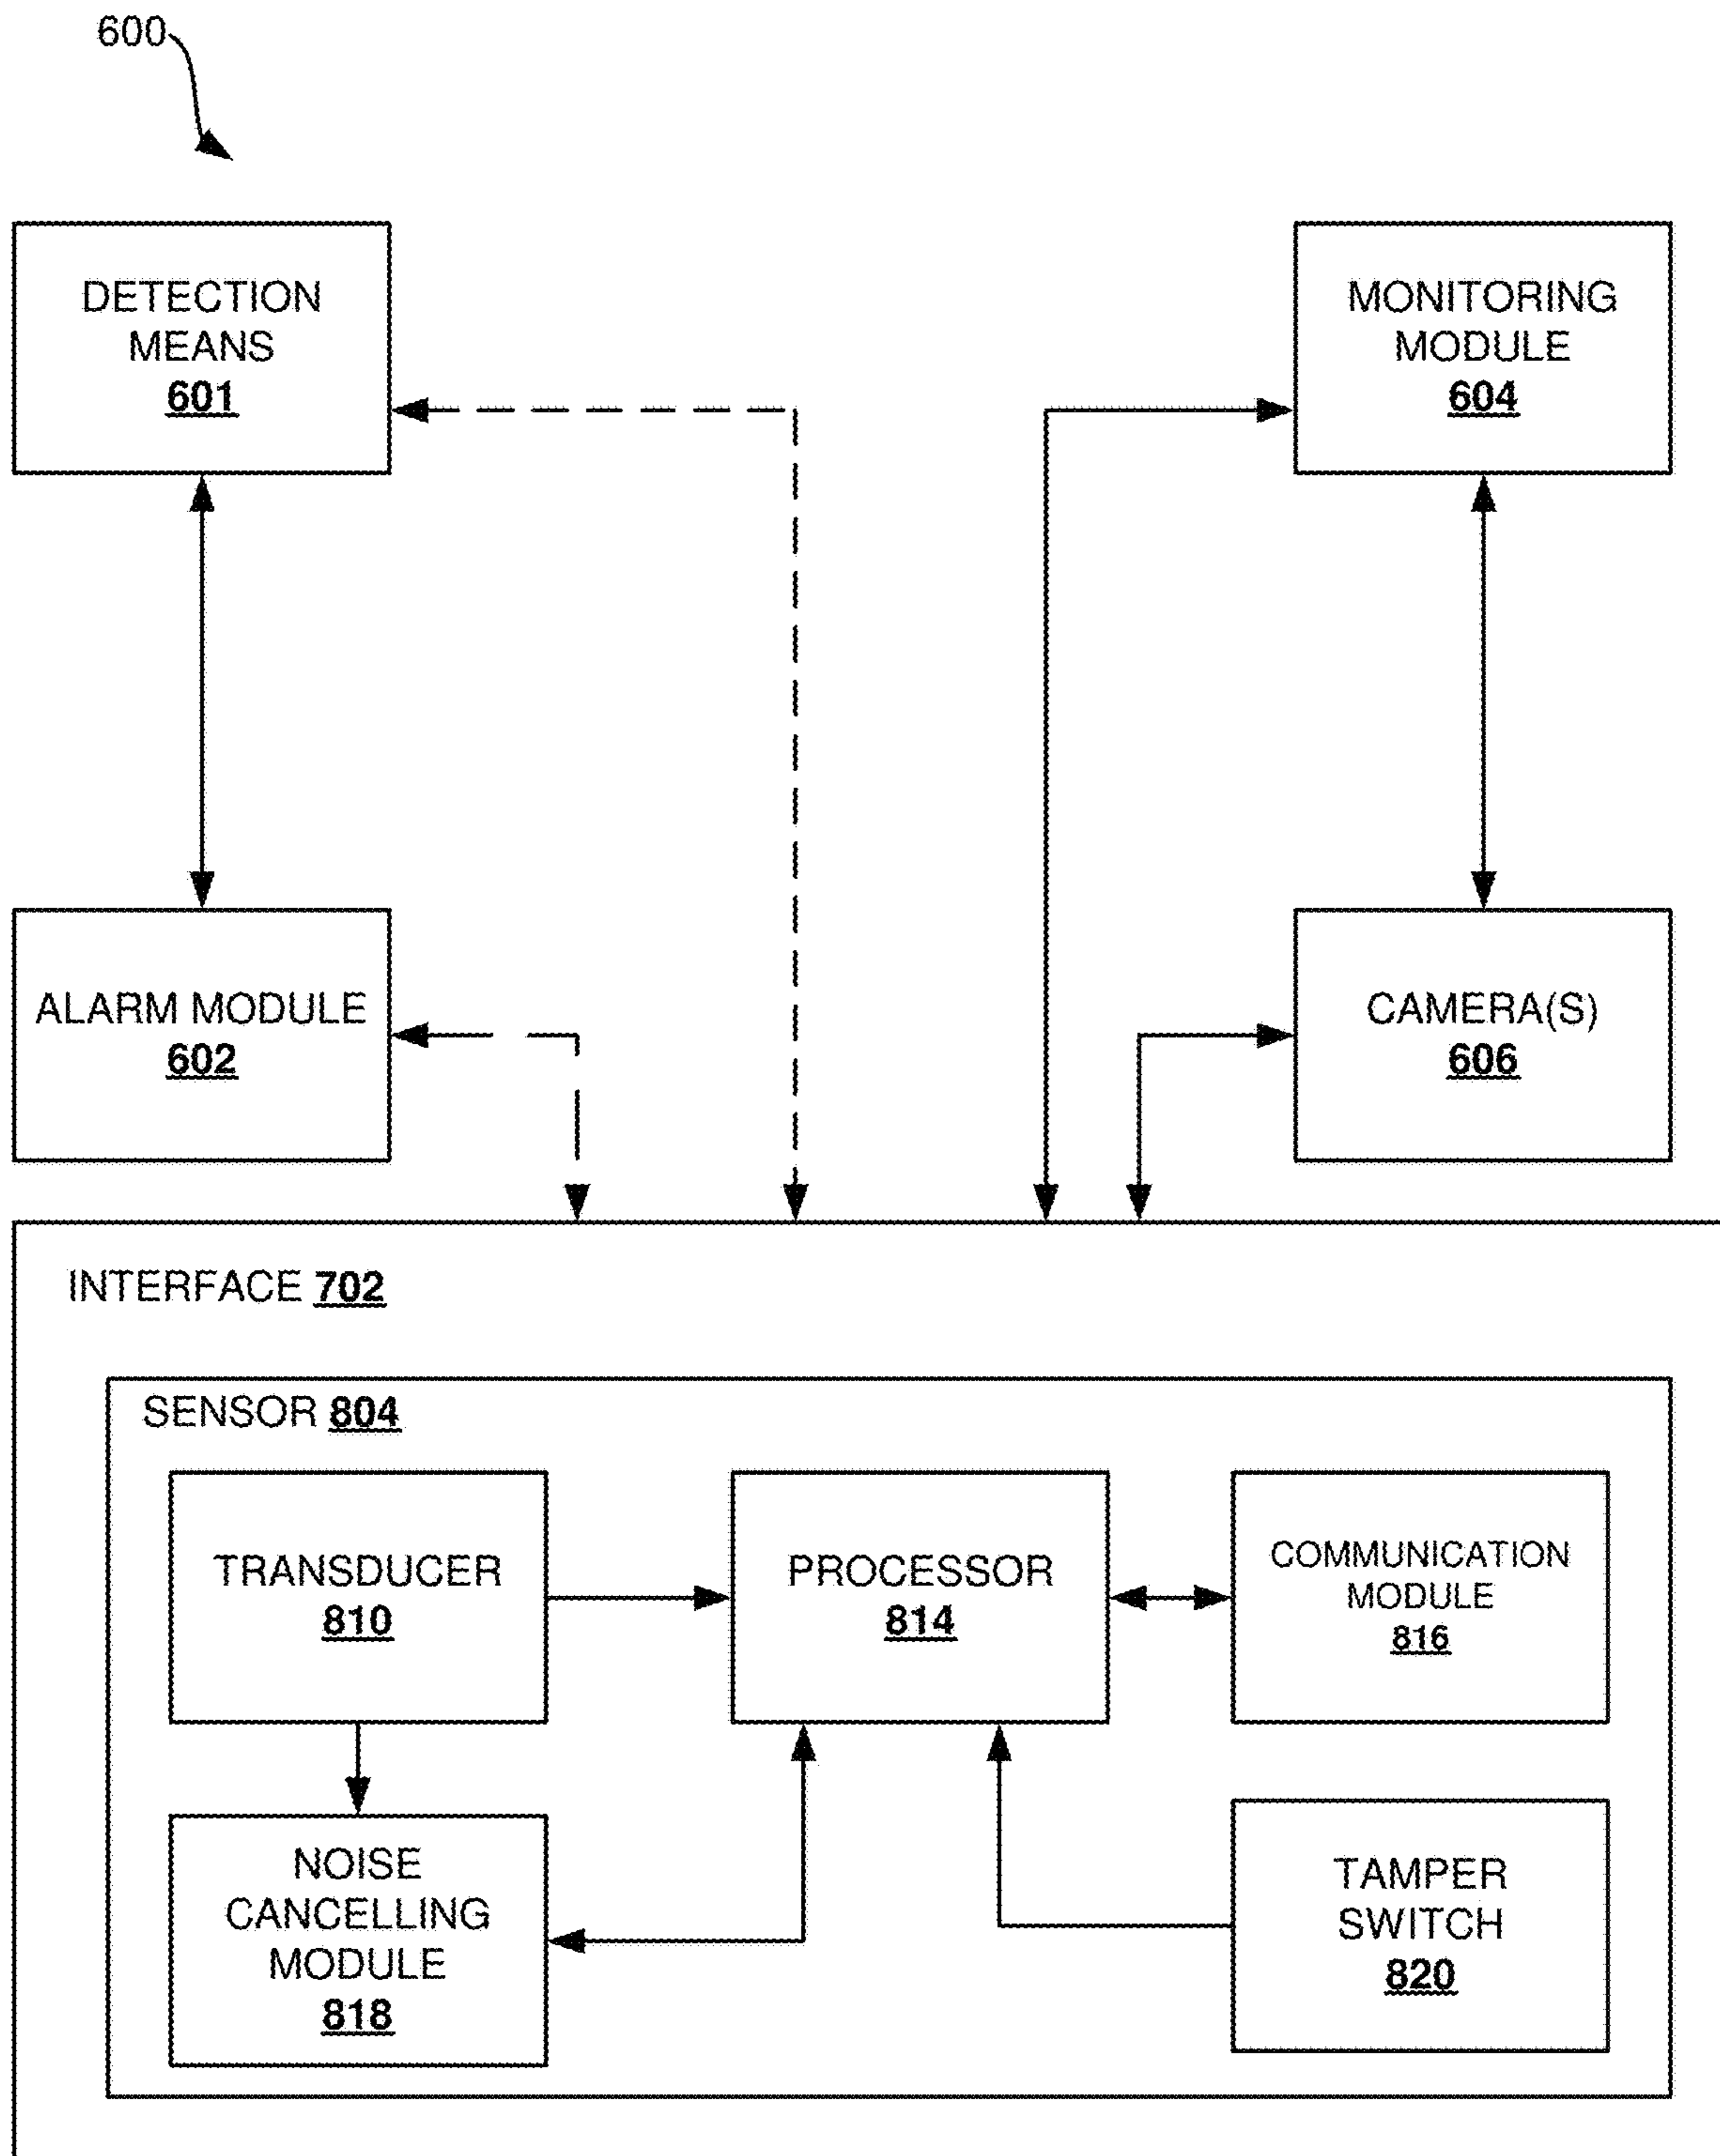 600
DETECTION
MEANS
601
MONITORING
MODULE
604
ALARM MODULE
602
CAMERA(S)
606
INTERFACE 702
SENSOR 804
TRANSDUCER
810
PROCESSOR
814
COMMUNICATION
MODULE
816
NOISE
CANCELLING
MODULE
818
TAMPER
SWITCH
820